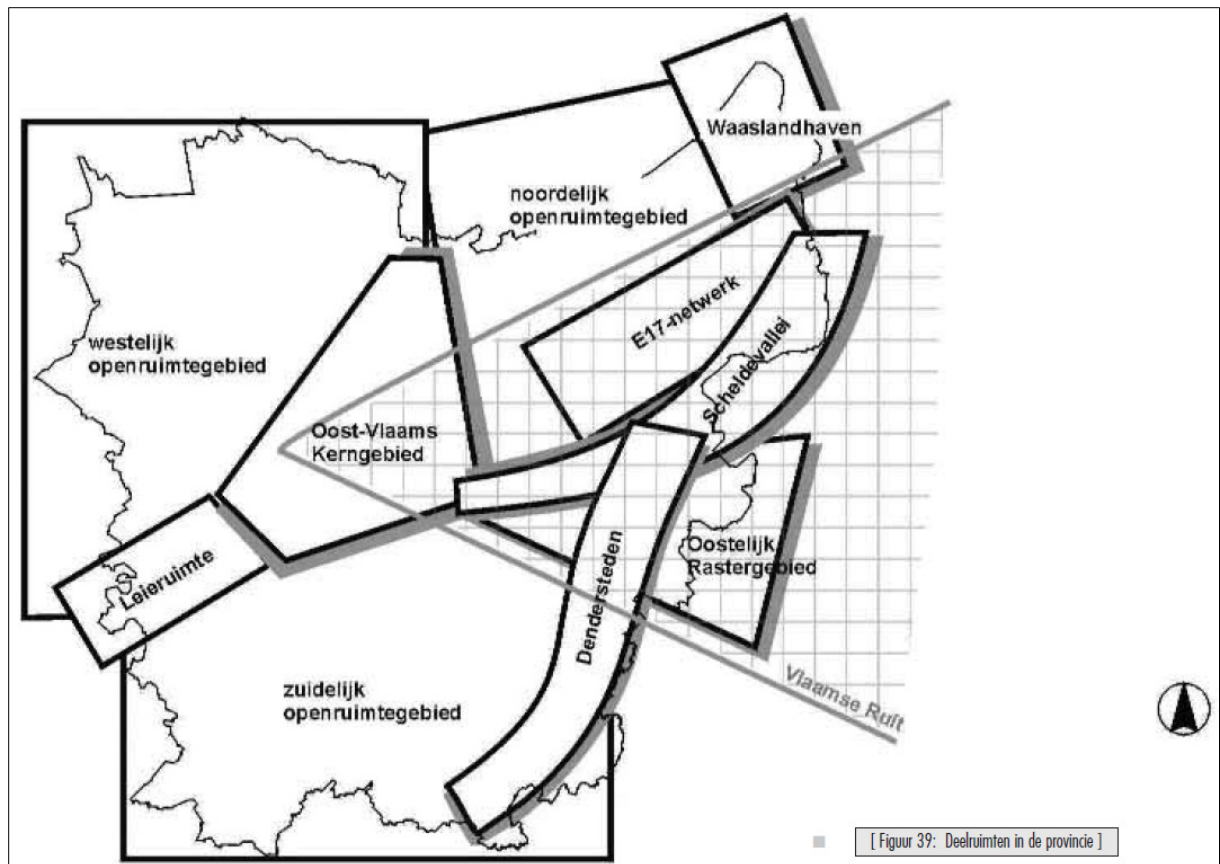 Waaslandhaven
noordelijk
openruimtegebied
E17-netwerk
westelijk
openruimtegebied
Scheldevallei
Oost-Vlaams
Kerngebied
Oostelijk
Rastergebied
Leieruimte
Dendersteden
Vlaamse Ruit
zuidelijk
openruimtegebied
[ Figuur 39: Deelruimten in de provincie ]